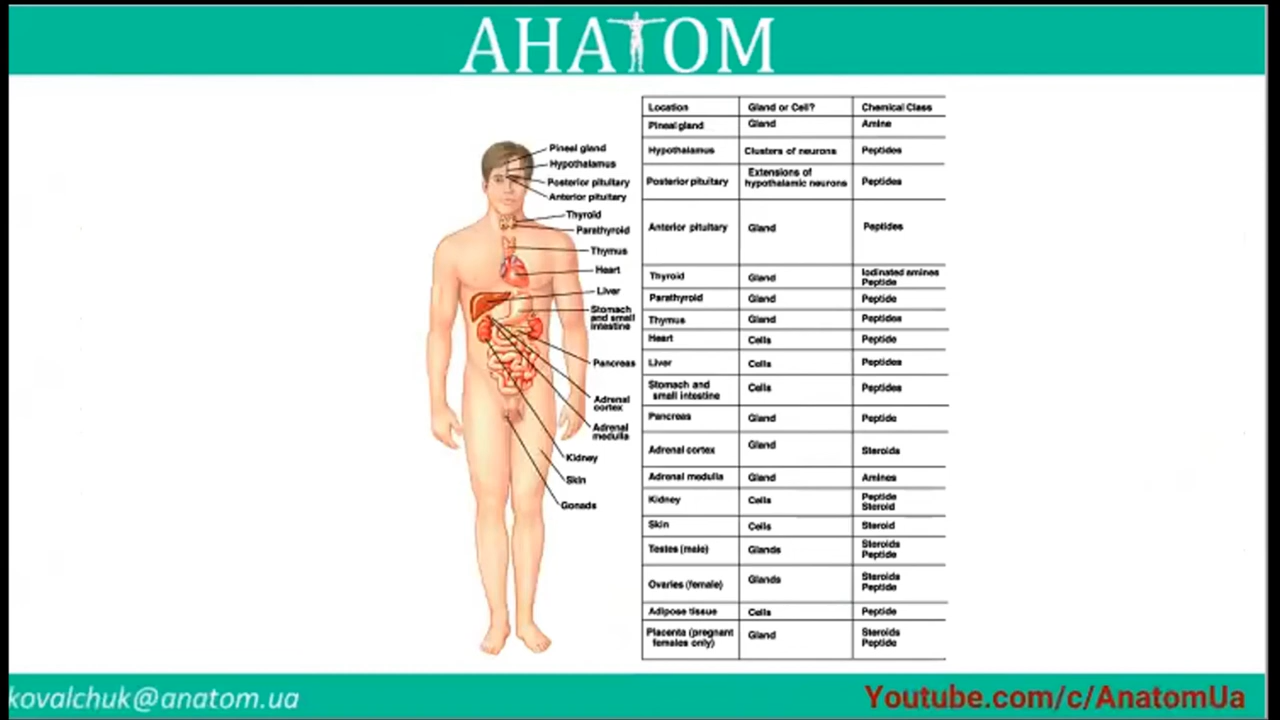 АНАТОМ
Pineal gland
Hypothalamus
Posterior pituitary
Anterior pituitary
Thyroid
Parathyroid
Thymus
Heart
Liver
Stomach
and small
intestine
Pancreas
Adrenal
cortex
Adrenal
medulla
Kidney
Skin
Gonads
Location Gland or Cell? Chemical Class
Pineal gland Gland Amine
Hypothalamus Clusters of neurons Peptides
Posterior pituitary Extensions of
hypothalamic neurons Peptides
Anterior pituitary Gland Peptides
Thyroid Gland Iodinated amines
Peptide
Parathyroid Gland Peptide
Thymus Gland Peptides
Heart Cells Peptide
Liver Cells Peptides
Stomach and
small intestine Cells Peptides
Pancreas Gland Peptide
Adrenal cortex Gland Steroids
Adrenal medulla Gland Amines
Kidney Cells Peptide
Steroid
Skin Cells Steroid
Testes (male) Glands Steroids
Peptide
Ovaries (female) Glands Steroids
Peptide
Adipose tissue Cells Peptide
Placenta (pregnant
females only) Gland Steroids
Peptide
kovalchuk@anatom.ua
Youtube.com/c/AnatomUa